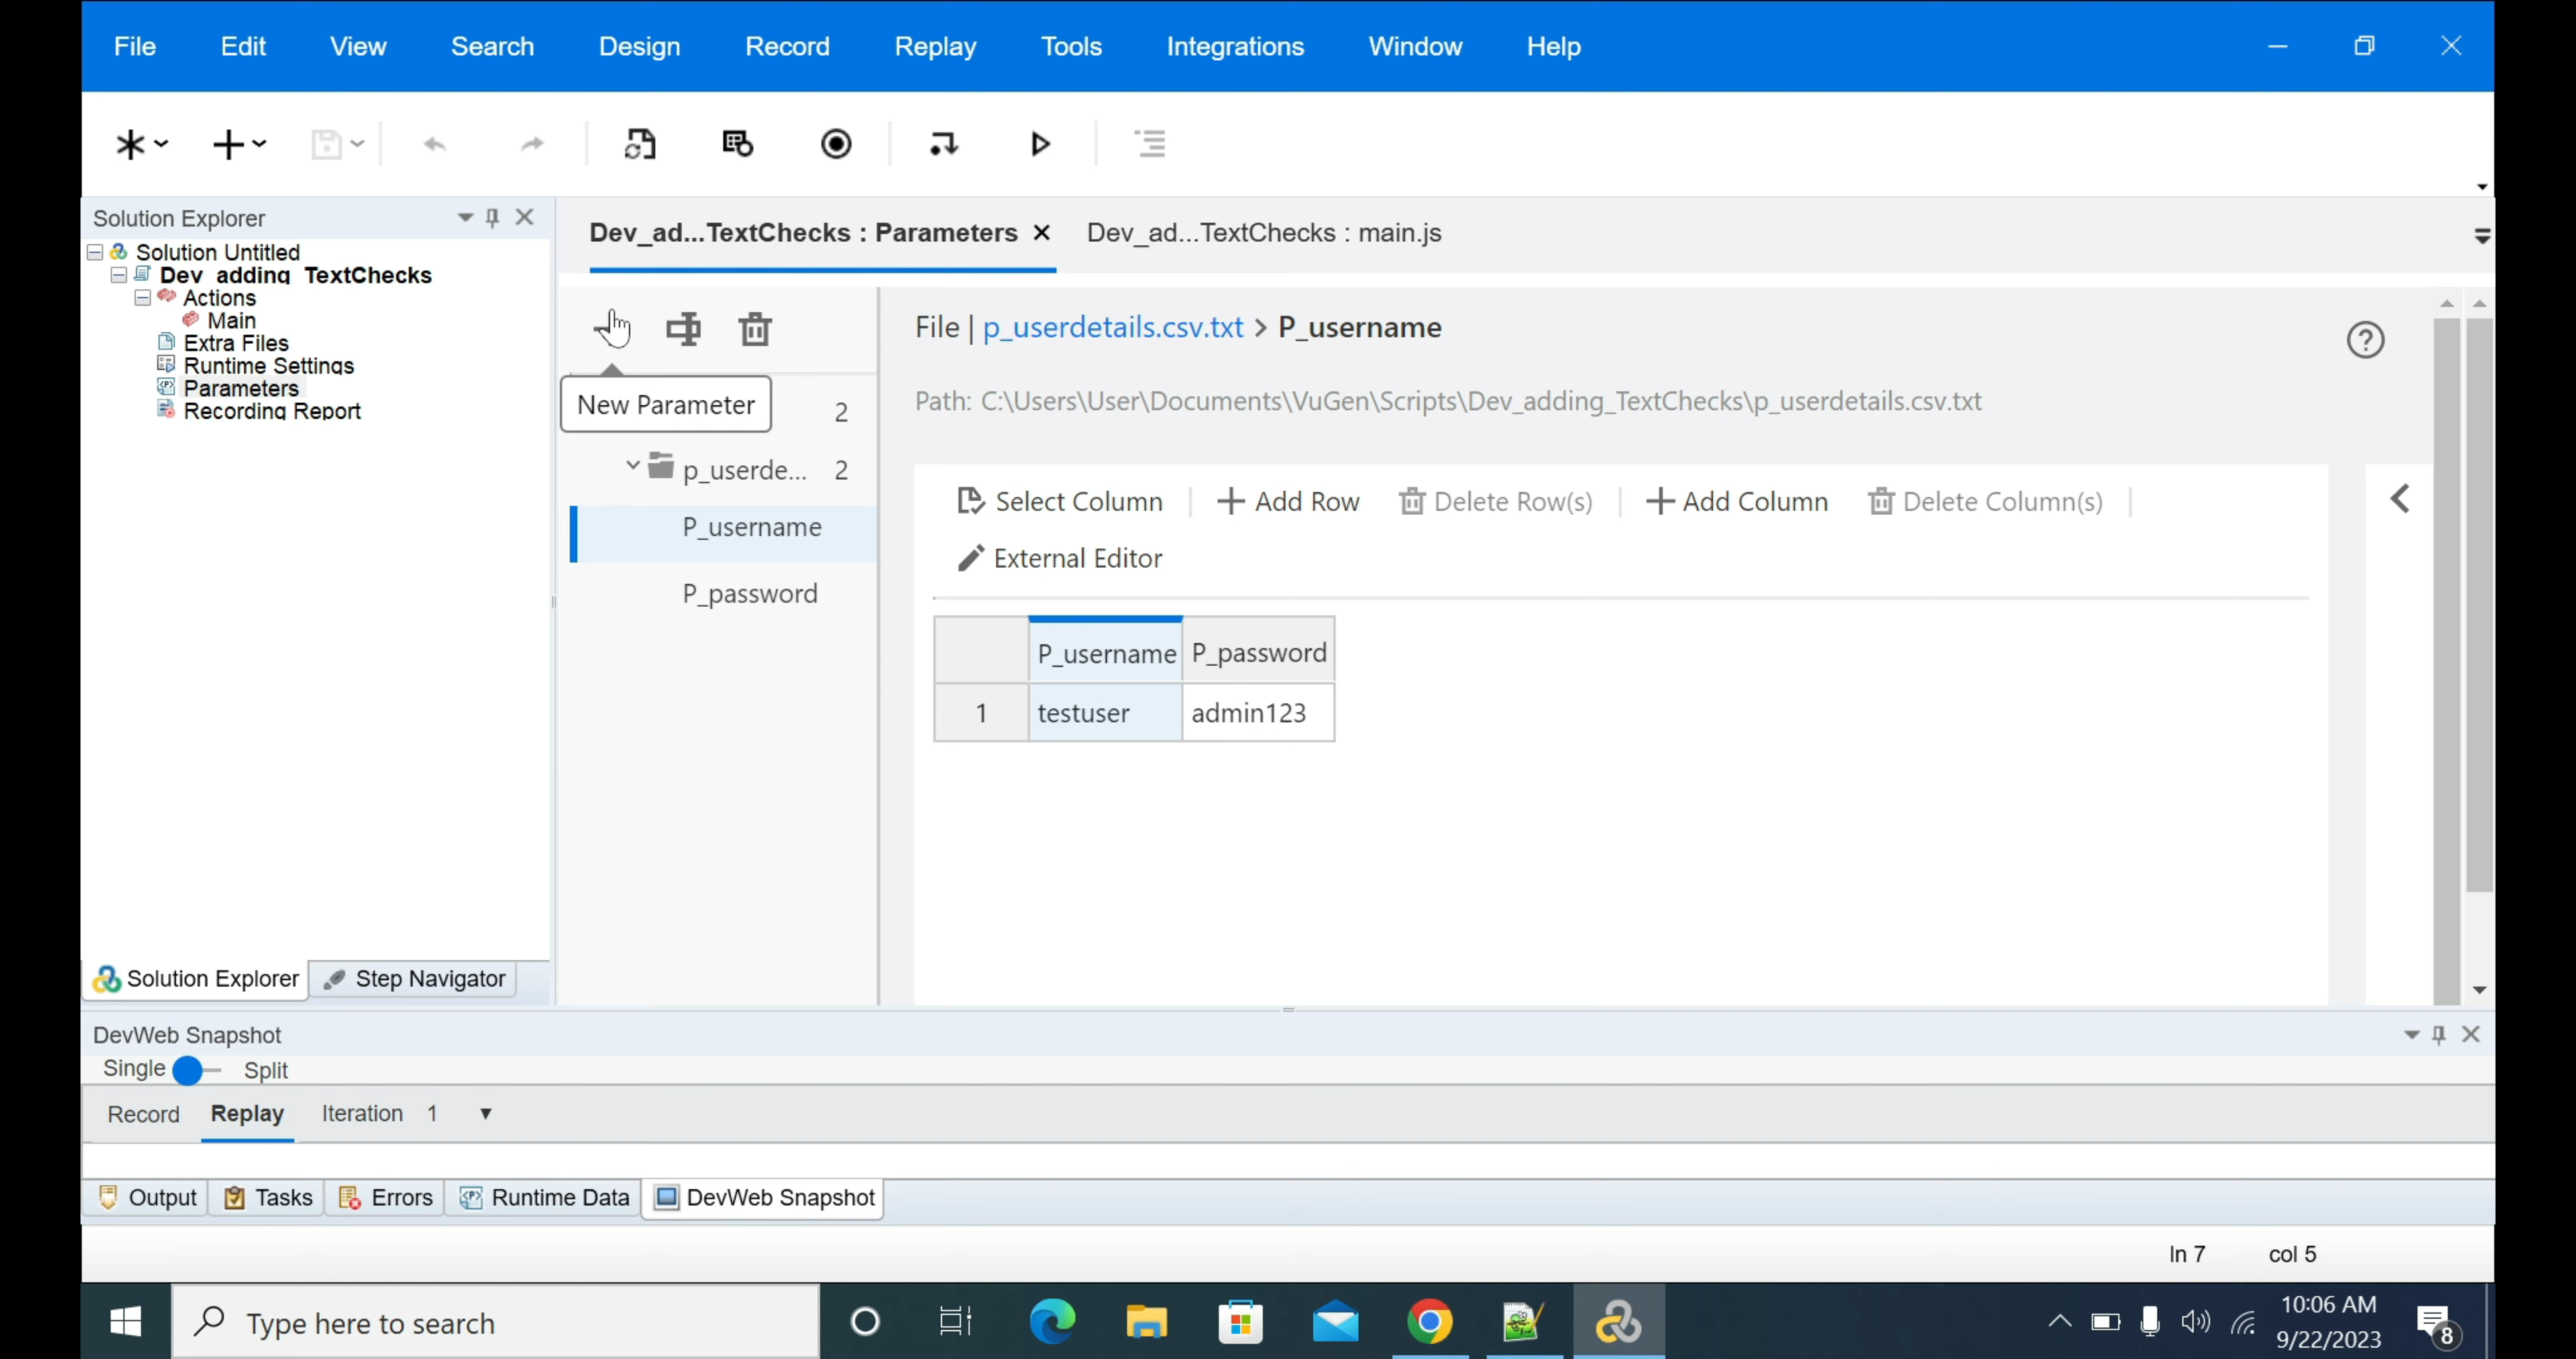 File Edit View Search Design Record Replay Tools Integrations Window Help
Solution Explorer
Solution Untitled
Dev_adding_TextChecks
Actions
Main
Extra Files
Runtime Settings
Parameters
Recording Report
Solution Explorer Step Navigator
Dev_ad...TextChecks : Parameters Dev_ad...TextChecks : main.js
New Parameter
2
p_userde... 2
P_username
P_password
File | p_userdetails.csv.txt > P_username
Path: C:\Users\User\Documents\VuGen\Scripts\Dev_adding_TextChecks\p_userdetails.csv.txt
Select Column Add Row Delete Row(s) Add Column Delete Column(s)
External Editor
P_username P_password
1 testuser admin123
DevWeb Snapshot
Single Split
Record Replay Iteration 1
Output Tasks Errors Runtime Data DevWeb Snapshot
ln 7 col 5
Type here to search
10:06 AM
9/22/2023
8